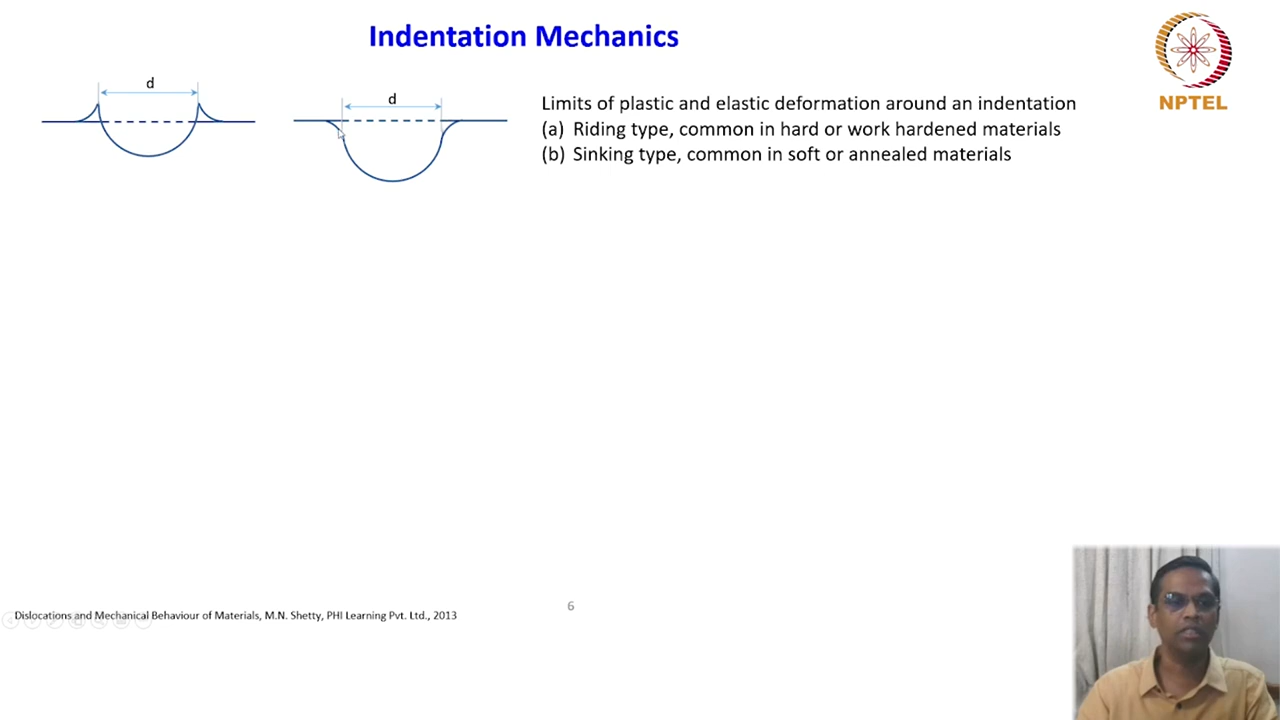 Indentation Mechanics
NPTEL
d
d
Limits of plastic and elastic deformation around an indentation
(a) Riding type, common in hard or work hardened materials
(b) Sinking type, common in soft or annealed materials
Dislocations and Mechanical Behaviour of Materials, M.N. Shetty, PHI Learning Pvt. Ltd., 2013
6